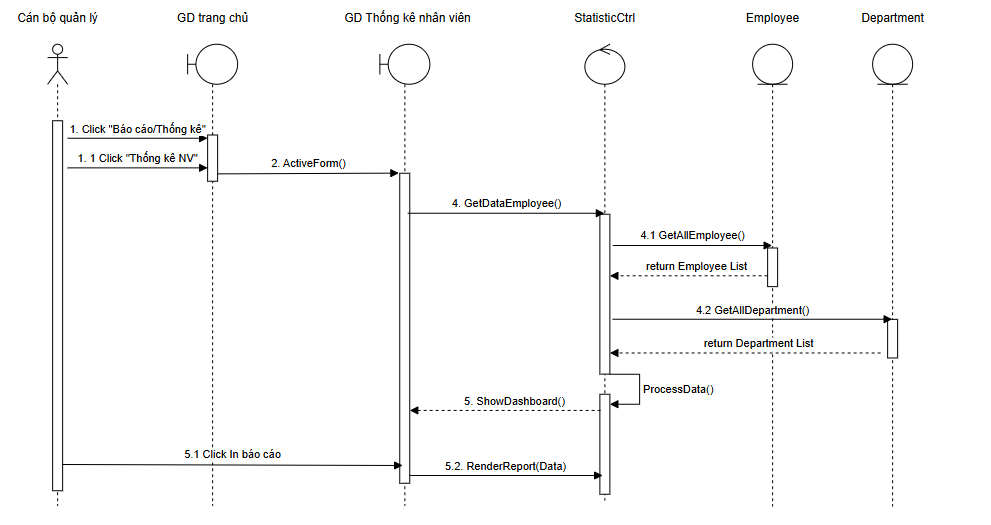 Cán bộ quản lý
GD trang chủ
GD Thống kê nhân viên
StatisticCtrl
Employee
Department
1. Click "Báo cáo/Thống kê"
1. 1 Click "Thống kê NV"
2. ActiveForm()
4. GetDataEmployee()
4.1 GetAllEmployee()
return Employee List
4.2 GetAllDepartment()
return Department List
ProcessData()
5. ShowDashboard()
5.1 Click In báo cáo
5.2. RenderReport(Data)